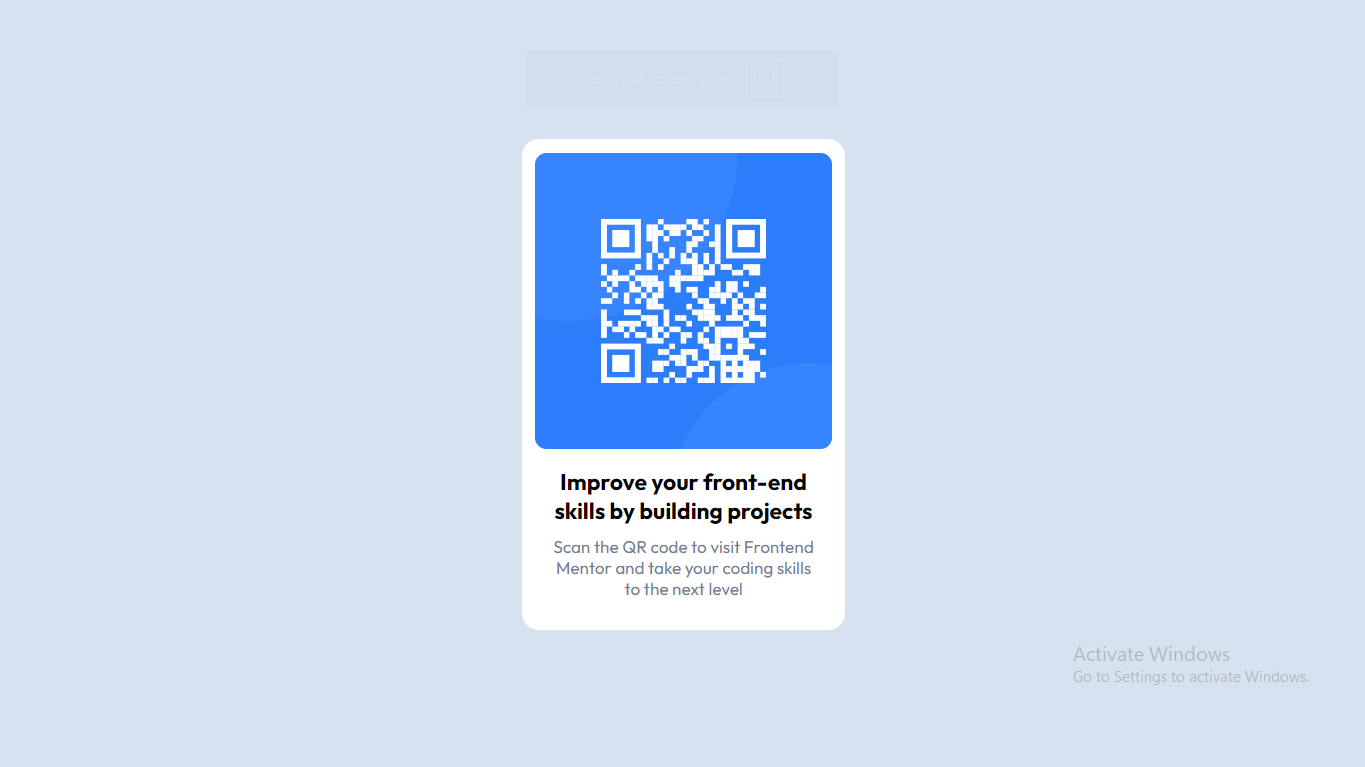 To exit full screen, press F11
Improve your front-end
skills by building projects
Scan the QR code to visit Frontend
Mentor and take your coding skills
to the next level
Activate Windows
Go to Settings to activate Windows.